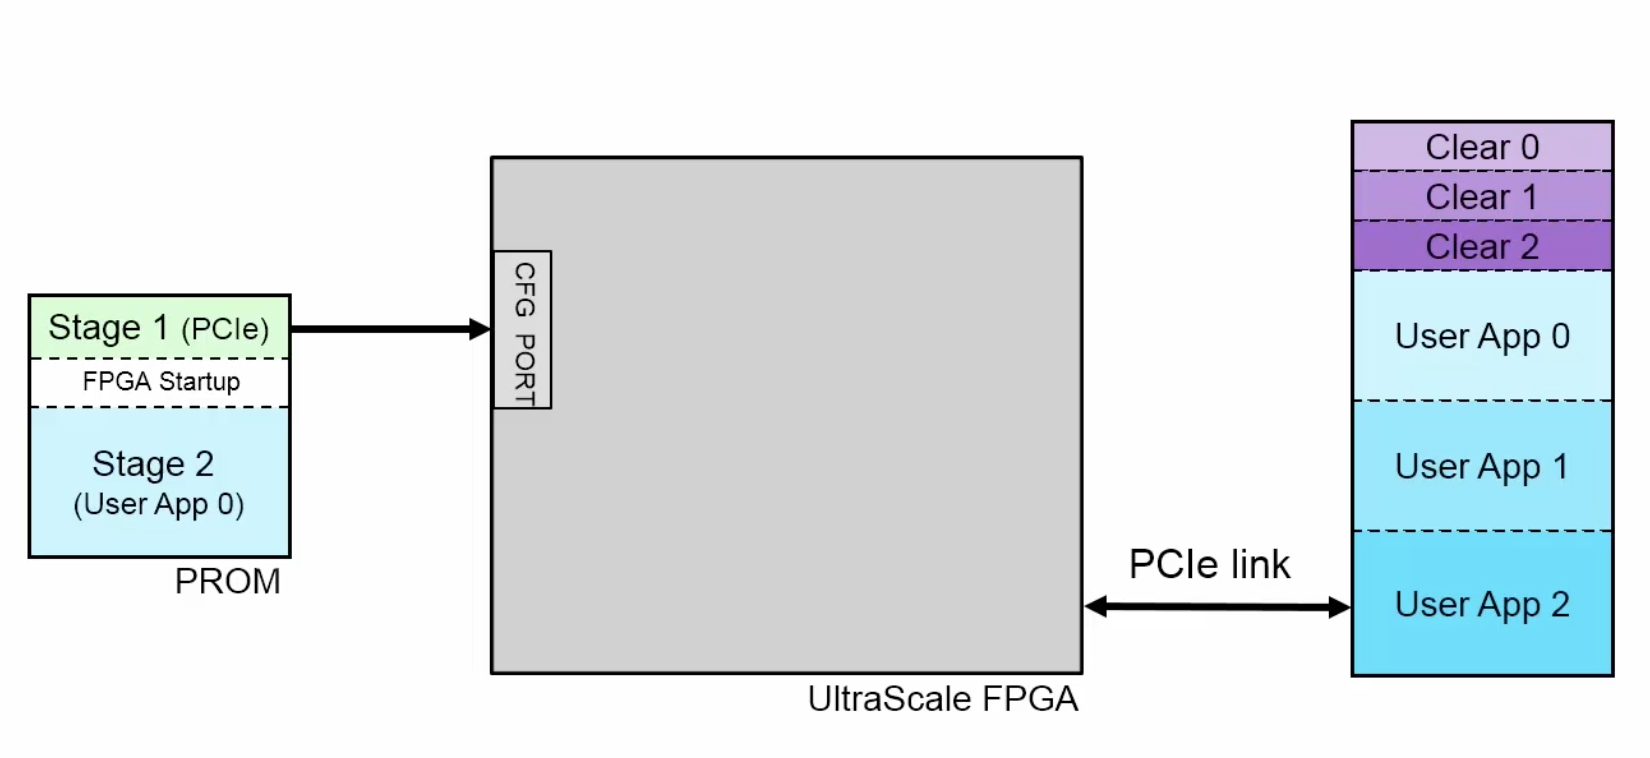 Stage 1 (PCIe)
FPGA Startup
Stage 2
(User App 0)
PROM
CFG PORT
UltraScale FPGA
PCIe link
Clear 0
Clear 1
Clear 2
User App 0
User App 1
User App 2